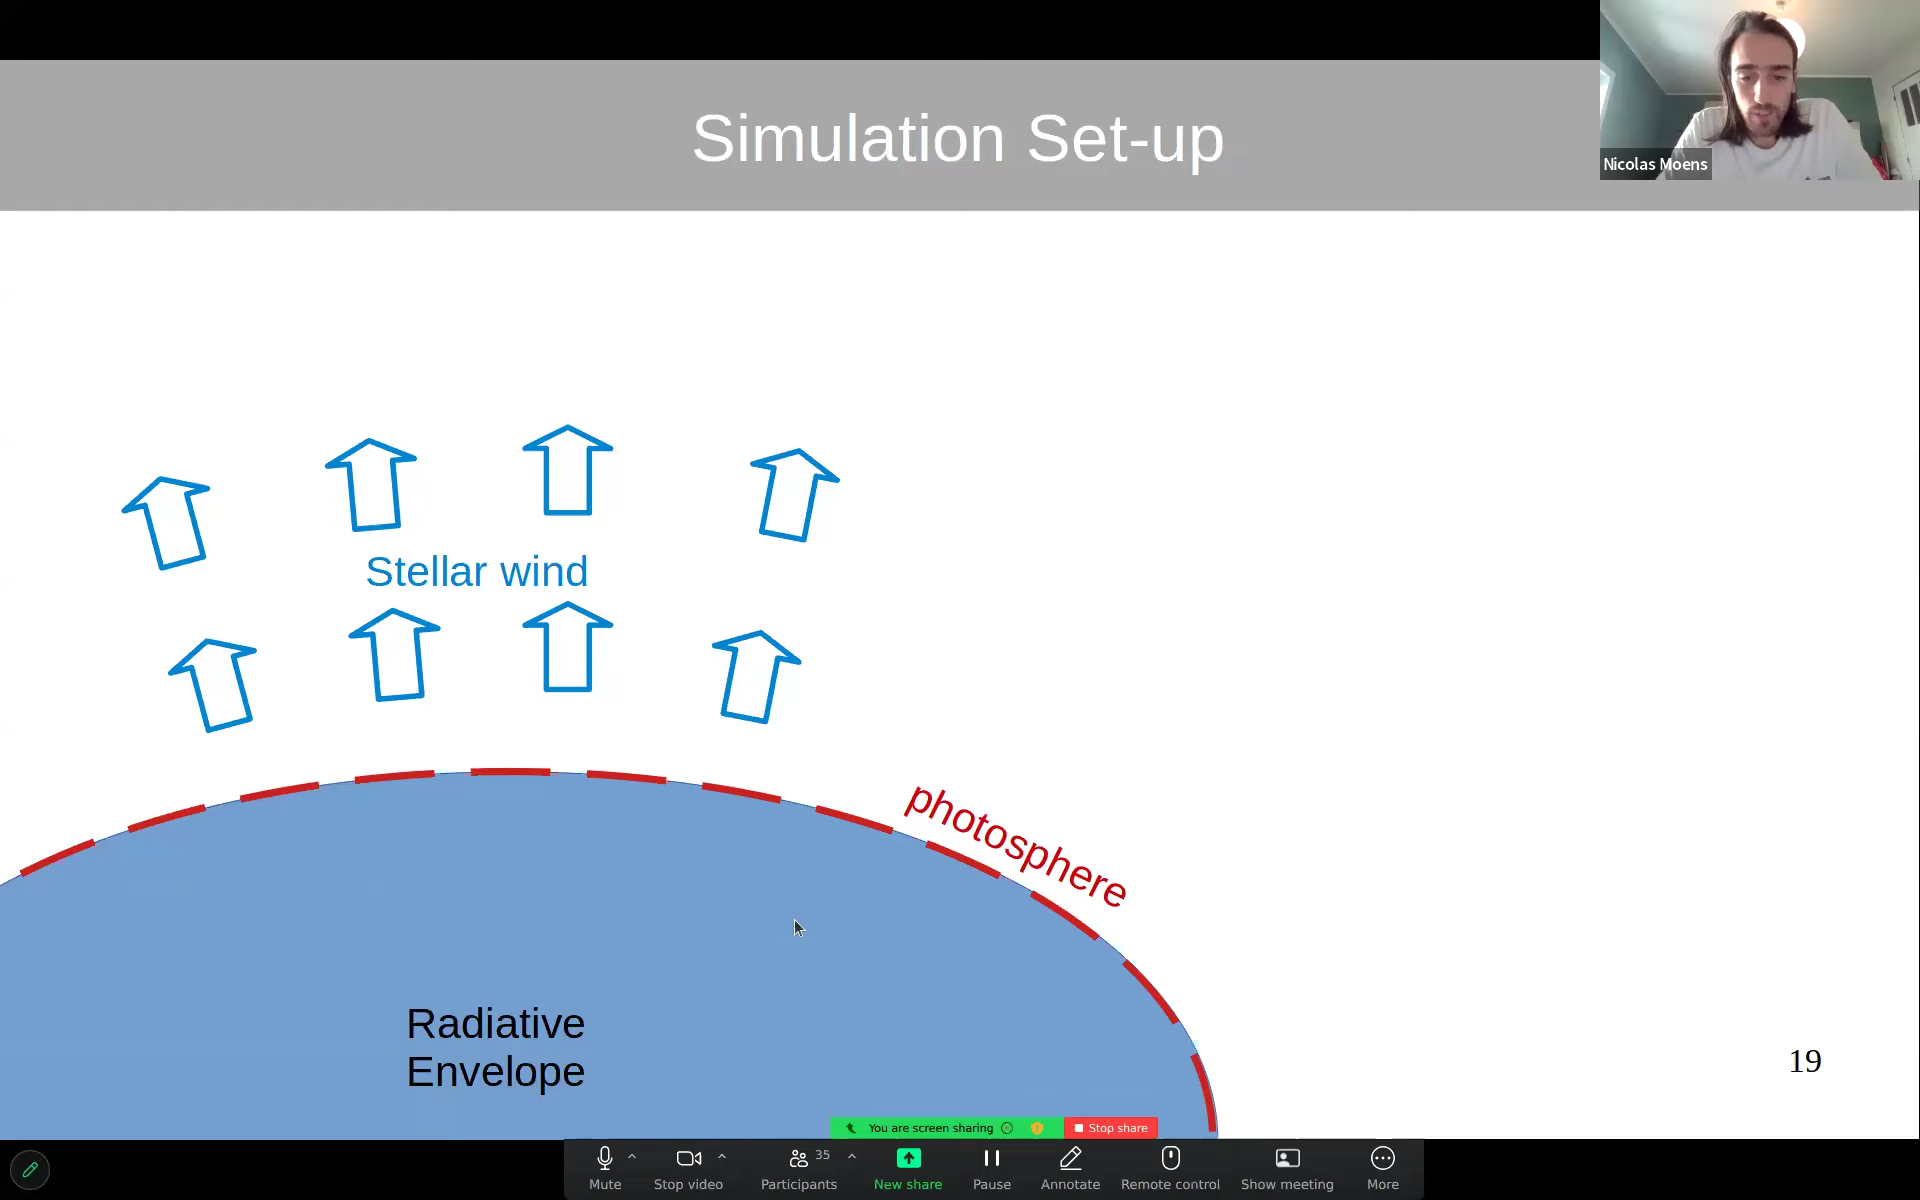 Simulation Set-up
Nicolas Moens
Stellar wind
photosphere
Radiative
Envelope
19
You are screen sharing
Stop share
Mute
Stop video
35
Participants
New share
Pause
Annotate
Remote control
Show meeting
More